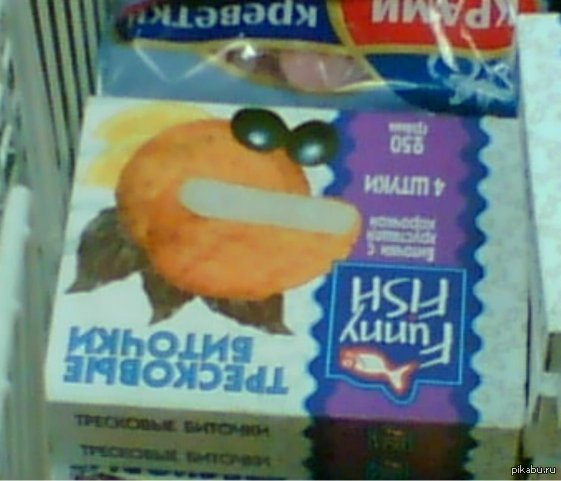 КРАМИ
креветки
Funny
FISH
Биточки с
хрустящей
корочкой
4 ШТУКИ
250
грамм
ТРЕСКОВЫЕ
БИТОЧКИ
ТРЕСКОВЫЕ БИТОЧКИ
ТРЕСКОВЫЕ БИТОЧКИ
pikabu.ru